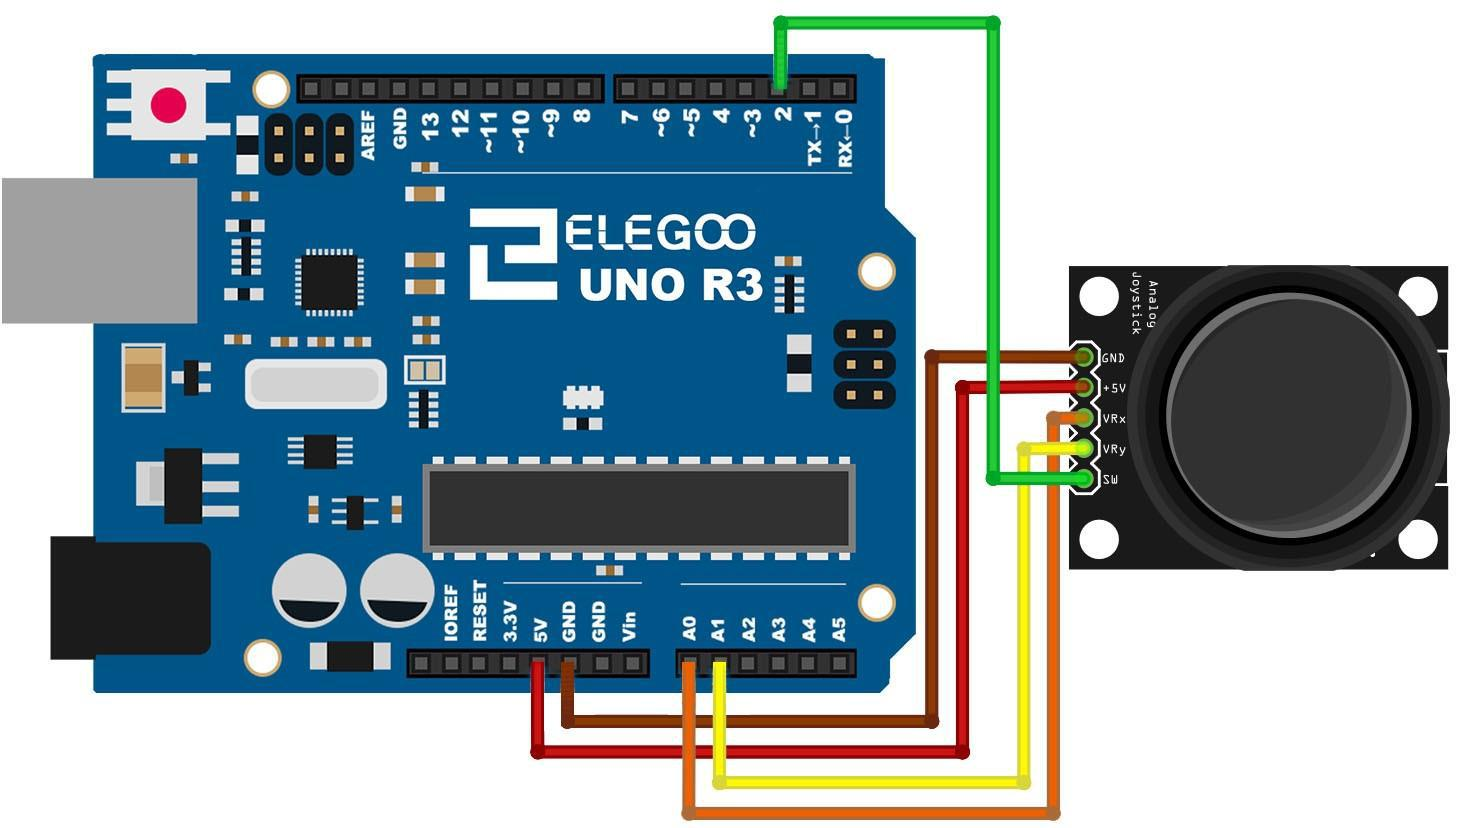 AREF
GND
13
12
~11
~10
~9
8
7
~6
~5
4
~3
2
TX→1
RX←0
ELEGOO
UNO R3
Analog
Joystick
GND
+5V
VRx
VRy
SW
IOREF
RESET
3.3V
5V
GND
GND
Vin
A0
A1
A2
A3
A4
A5